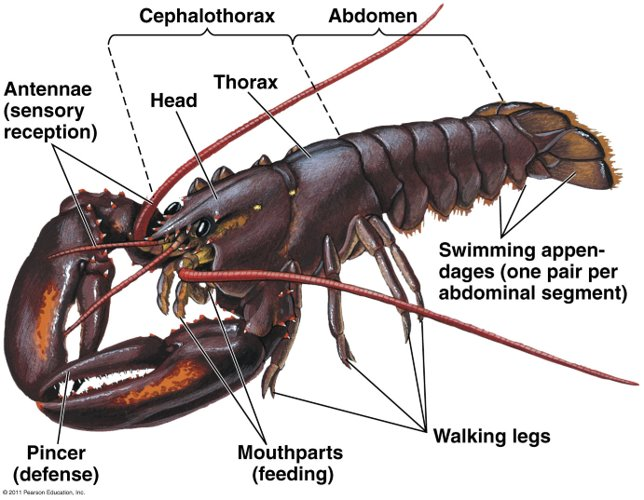 Cephalothorax
Abdomen
Antennae
(sensory
reception)
Head
Thorax
Swimming appen-
dages (one pair per
abdominal segment)
Walking legs
Pincer
(defense)
Mouthparts
(feeding)
© 2011 Pearson Education, Inc.